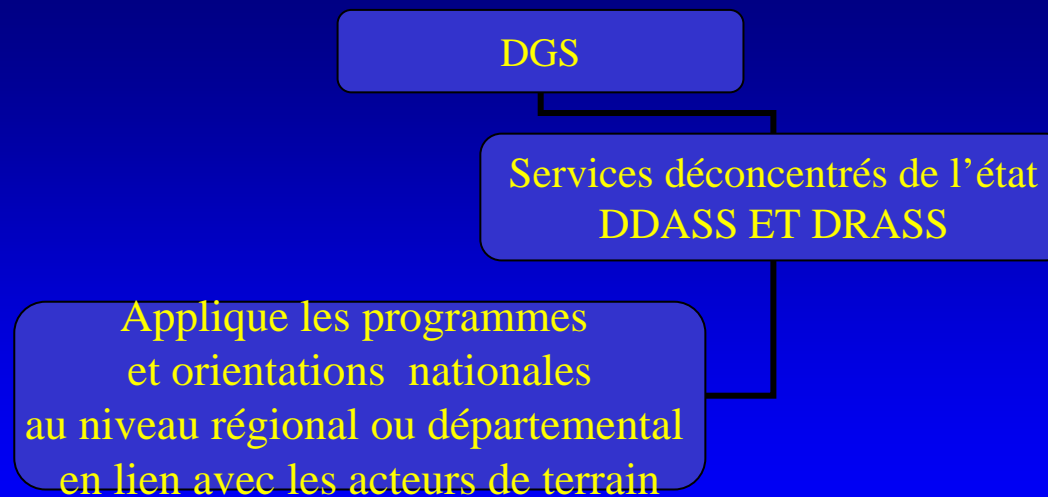 DGS
Services déconcentrés de l’état
DDASS ET DRASS
Applique les programmes
et orientations  nationales
au niveau régional ou départemental
en lien avec les acteurs de terrain